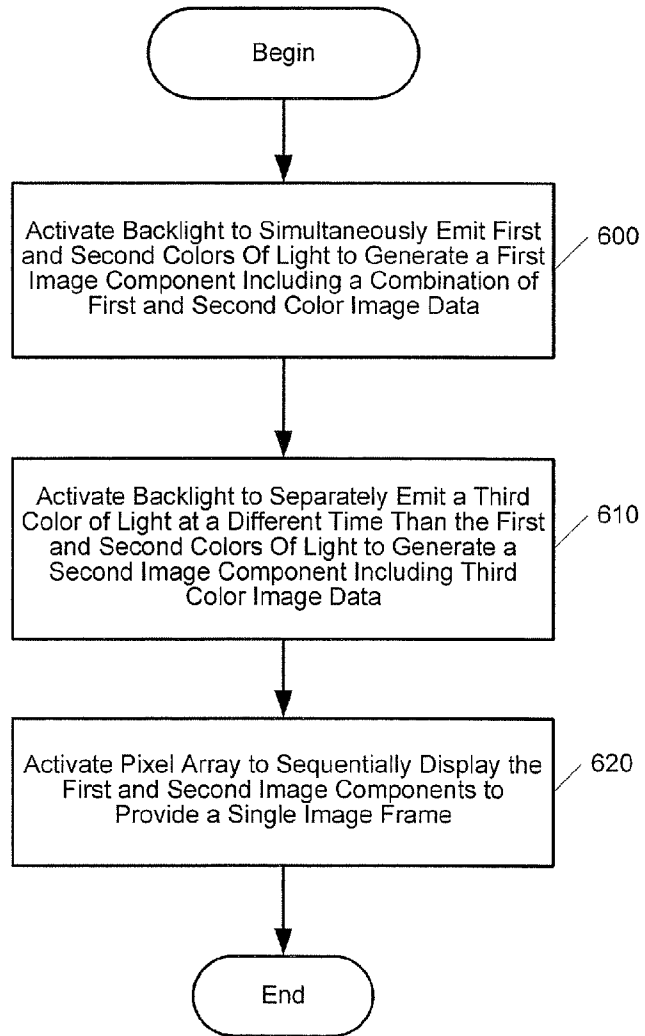 Begin
Activate Backlight to Simultaneously Emit First
and Second Colors Of Light to Generate a First
Image Component Including a Combination of
First and Second Color Image Data
600
Activate Backlight to Separately Emit a Third
Color of Light at a Different Time Than the First
and Second Colors Of Light to Generate a
Second Image Component Including Third
Color Image Data
610
Activate Pixel Array to Sequentially Display the
First and Second Image Components to
Provide a Single Image Frame
620
End